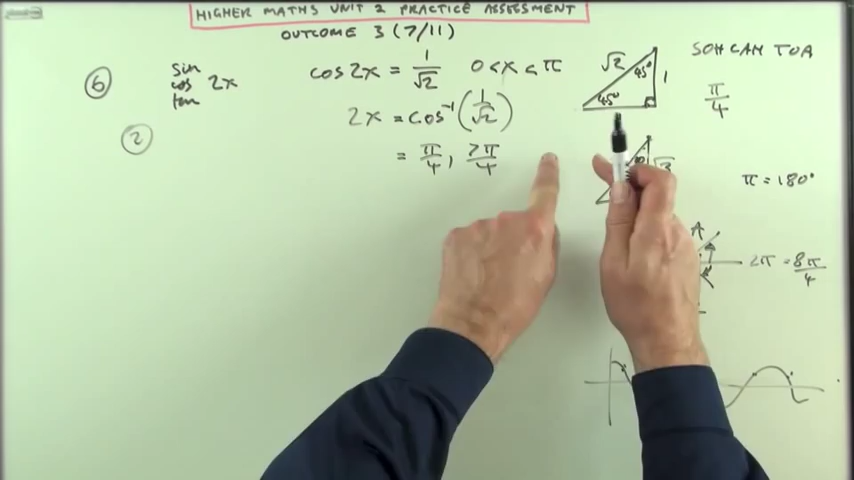 HIGHER MATHS UNIT 2 PRACTICE ASSESSMENT
OUTCOME 3 (7/11)
6
sin
cos 2x
tan
2
cos 2x = 1/√2 0 < x < π
2x = cos⁻¹(1/√2)
= π/4, 7π/4
√2 45° 1
45°
SOH CAH TOA
π/4
π = 180°
A
2π = 8π/4